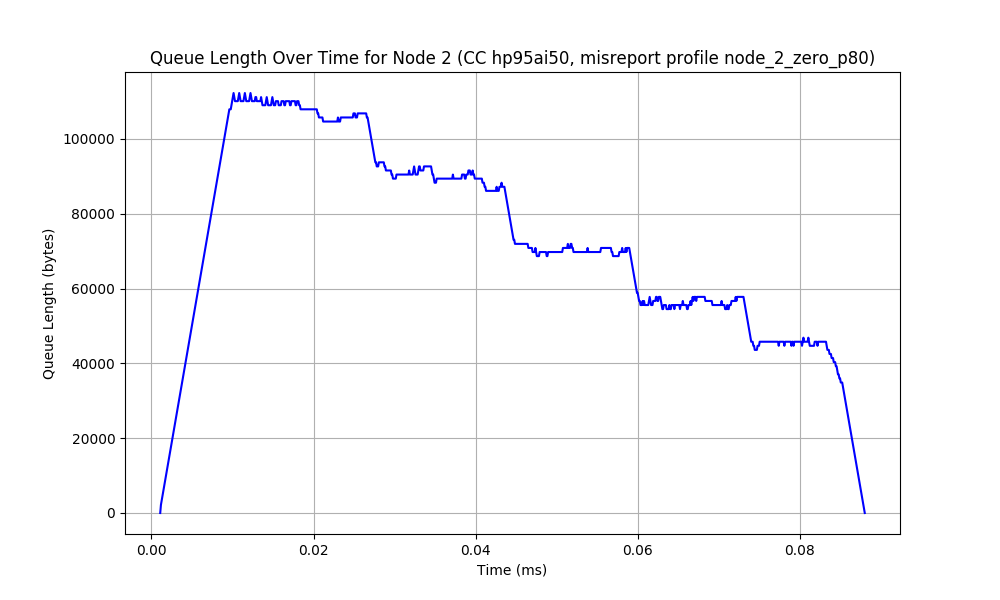 Queue Length Over Time for Node 2 (CC hp95ai50, misreport profile node_2_zero_p80)
Queue Length (bytes)
100000
80000
60000
40000
20000
0
0.00 0.02 0.04 0.06 0.08
Time (ms)